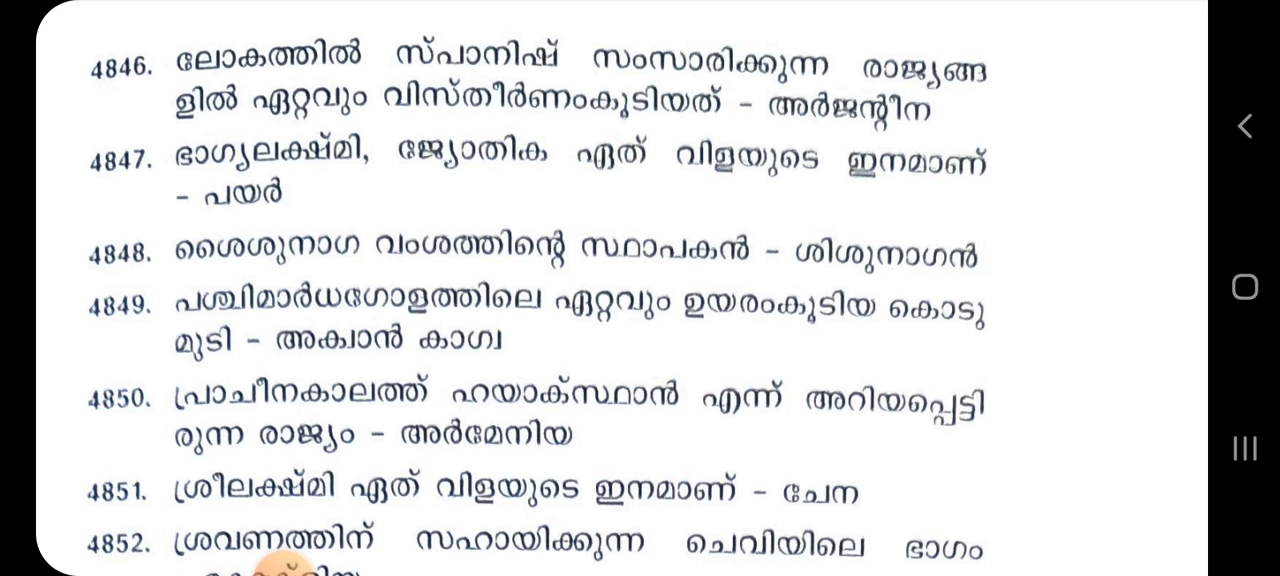 4846. ലോകത്തിൽ സ്പാനിഷ് സംസാരിക്കുന്ന രാജ്യങ്ങ
ളിൽ ഏറ്റവും വിസ്തീർണംകൂടിയത് - അർജന്റീന
4847. ഭാഗ്യലക്ഷ്മി, ജ്യോതിക ഏത് വിളയുടെ ഇനമാണ്
- പയർ
4848. ശൈശുനാഗ വംശത്തിന്റെ സ്ഥാപകൻ - ശിശുനാഗൻ
4849. പശ്ചിമാർധഗോളത്തിലെ ഏറ്റവും ഉയരംകൂടിയ കൊടു
മുടി - അക്വാൻ കാഗ്വ
4850. പ്രാചീനകാലത്ത് ഹയാക്സ്ഥാൻ എന്ന് അറിയപ്പെട്ടി
രുന്ന രാജ്യം - അർമേനിയ
4851. ശ്രീലക്ഷ്മി ഏത് വിളയുടെ ഇനമാണ് - ചേന
4852. ശ്രവണത്തിന് സഹായിക്കുന്ന ചെവിയിലെ ഭാഗം